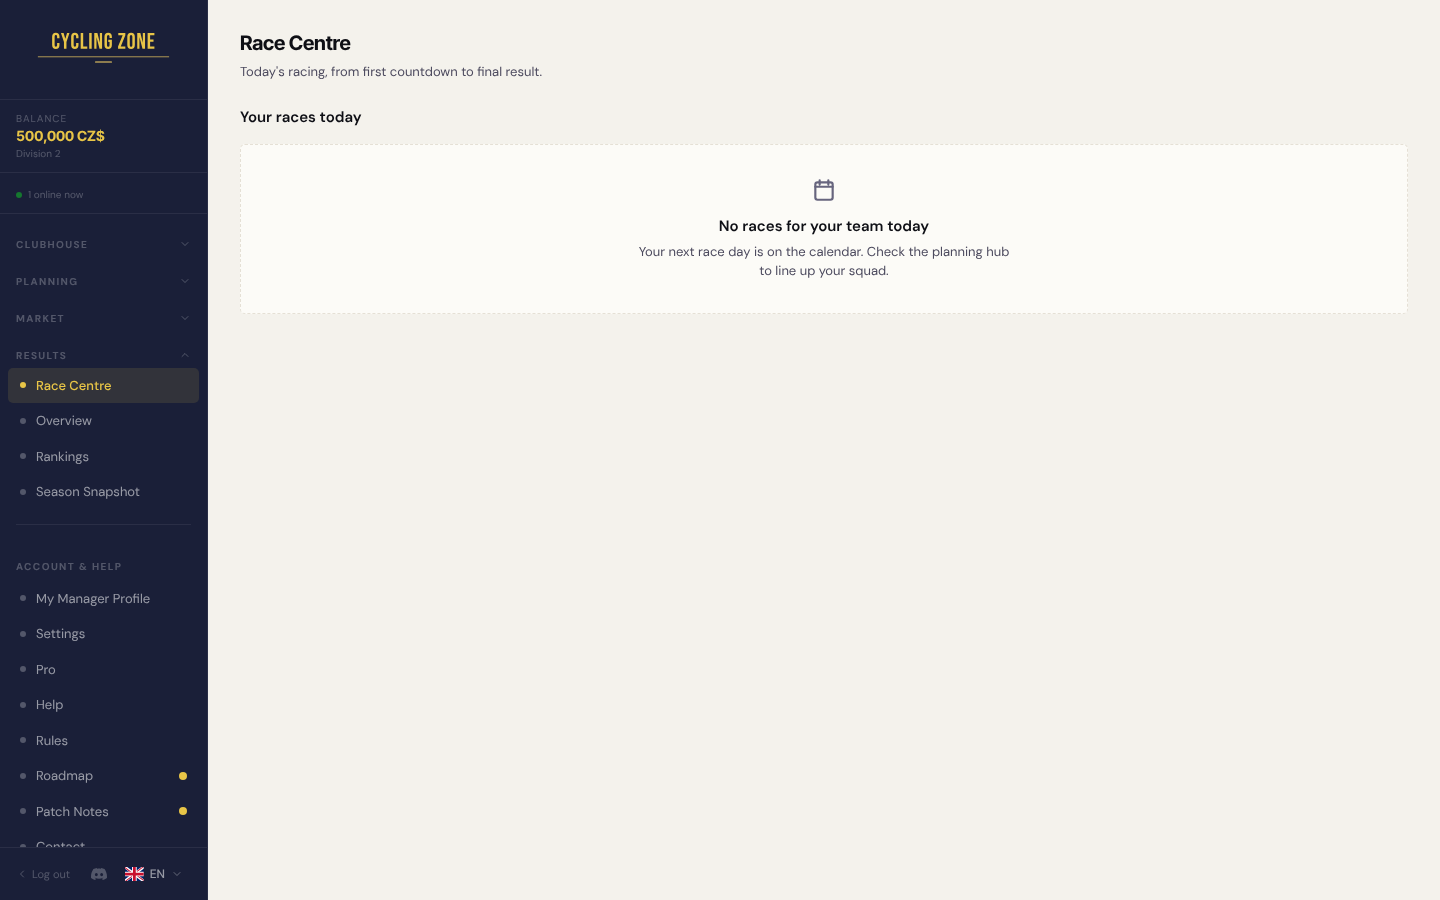 CYCLING ZONE
BALANCE
500,000 CZ$
Division 2
1 online now
CLUBHOUSE
PLANNING
MARKET
RESULTS
Race Centre
Overview
Rankings
Season Snapshot
ACCOUNT & HELP
My Manager Profile
Settings
Pro
Help
Rules
Roadmap
Patch Notes
Contact
Log out
EN
Race Centre
Today's racing, from first countdown to final result.
Your races today
No races for your team today
Your next race day is on the calendar. Check the planning hub
to line up your squad.